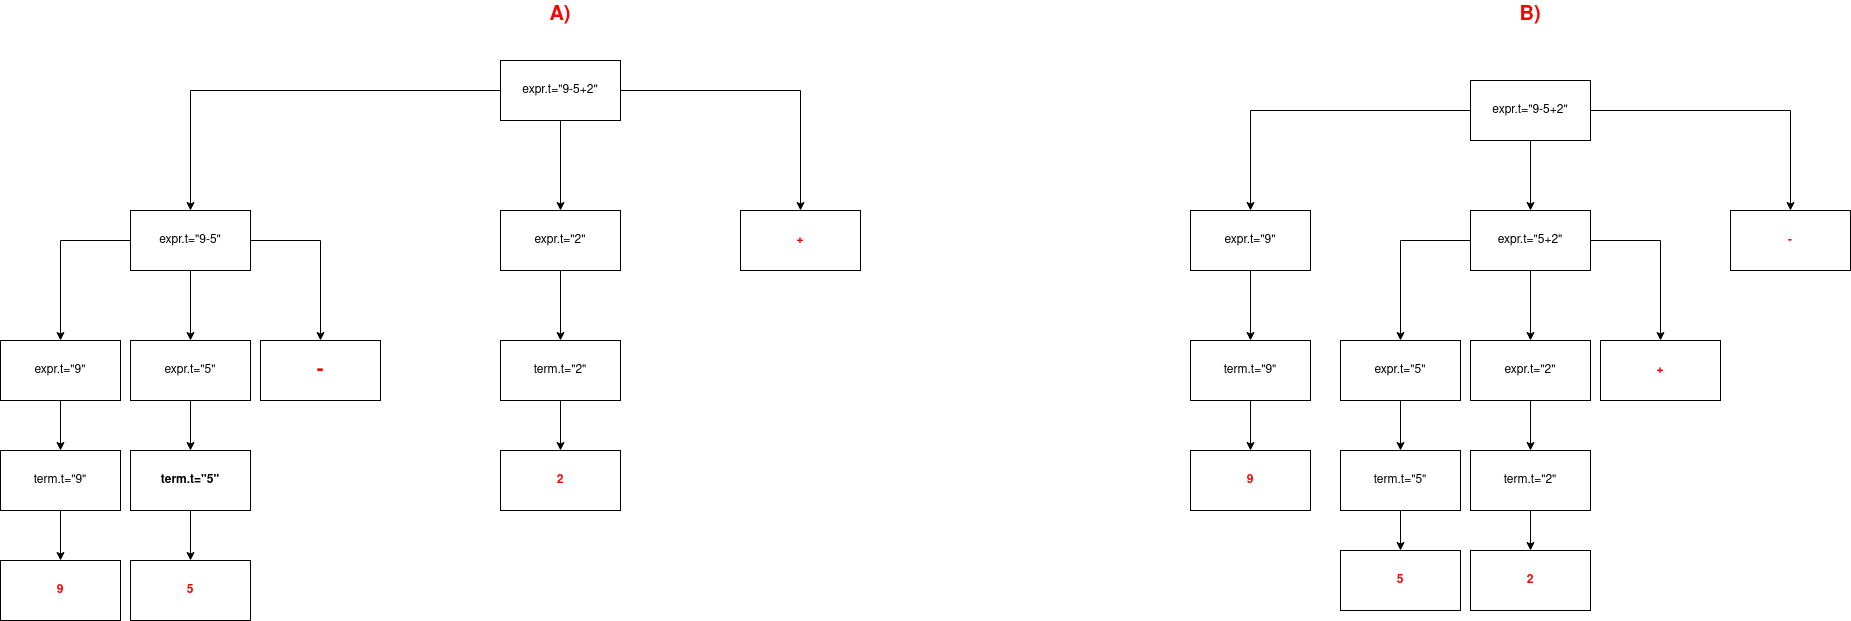 A)
expr.t="9-5+2"
expr.t="9-5"
expr.t="2"
+
expr.t="9"
expr.t="5"
-
term.t="2"
term.t="9"
term.t="5"
2
9
5
B)
expr.t="9-5+2"
expr.t="9"
expr.t="5+2"
-
term.t="9"
expr.t="5"
expr.t="2"
+
9
term.t="5"
term.t="2"
5
2